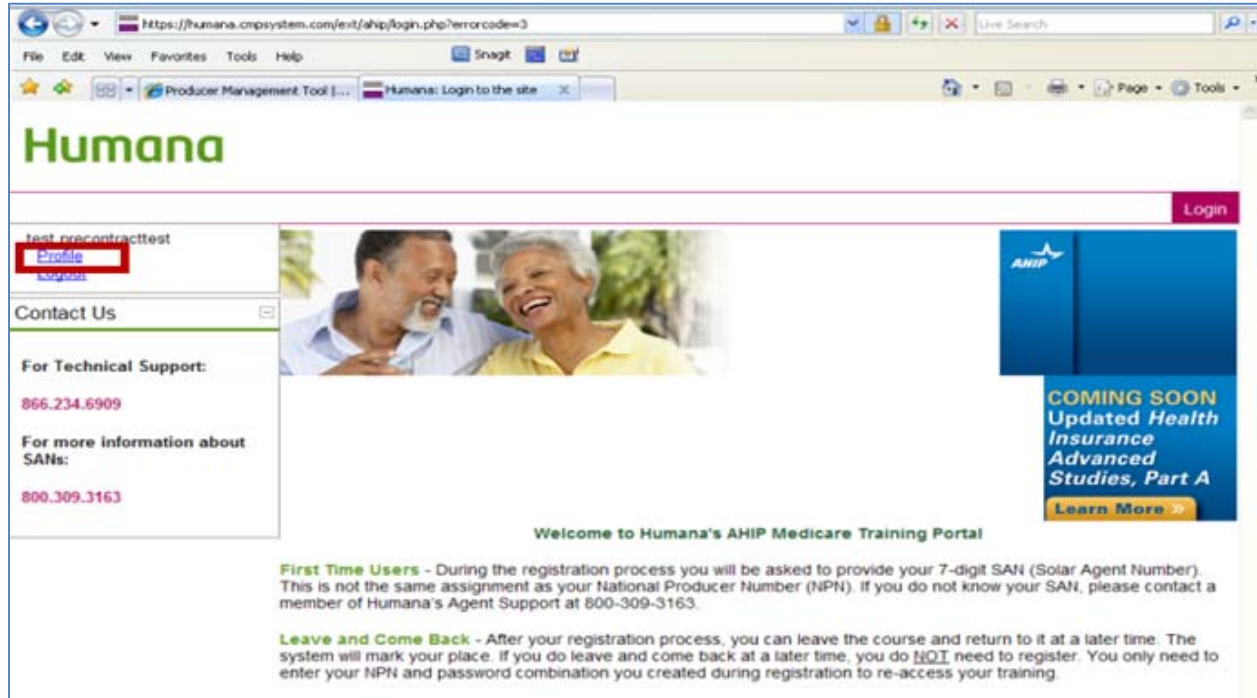 https://humana.cmpsystem.com/ext/ahip/login.php?errorcode=3
Live Search
File Edit View Favorites Tools Help
Snagit
Producer Management Tool |...
Humana: Login to the site
Page
Tools
Humana
Login
test precontracttest
Profile
Logout
Contact Us
For Technical Support:
866.234.6909
For more information about
SANs:
800.309.3163
AHIP
COMING SOON
Updated Health
Insurance
Advanced
Studies, Part A
Learn More »
Welcome to Humana's AHIP Medicare Training Portal
First Time Users - During the registration process you will be asked to provide your 7-digit SAN (Solar Agent Number).
This is not the same assignment as your National Producer Number (NPN). If you do not know your SAN, please contact a
member of Humana's Agent Support at 800-309-3163.
Leave and Come Back - After your registration process, you can leave the course and return to it at a later time. The
system will mark your place. If you do leave and come back at a later time, you do NOT need to register. You only need to
enter your NPN and password combination you created during registration to re-access your training.